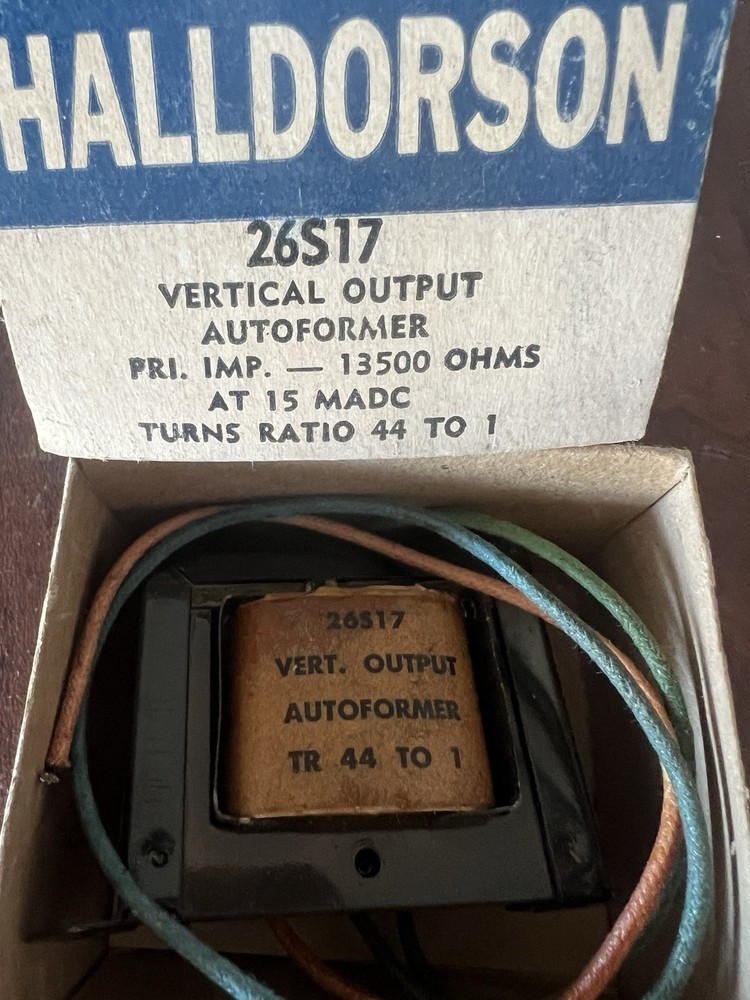 HALLDORSON
26S17
VERTICAL OUTPUT
AUTOFORMER
PRI. IMP. — 13500 OHMS
AT 15 MADC
TURNS RATIO 44 TO 1
26S17
VERT. OUTPUT
AUTOFORMER
TR 44 TO 1